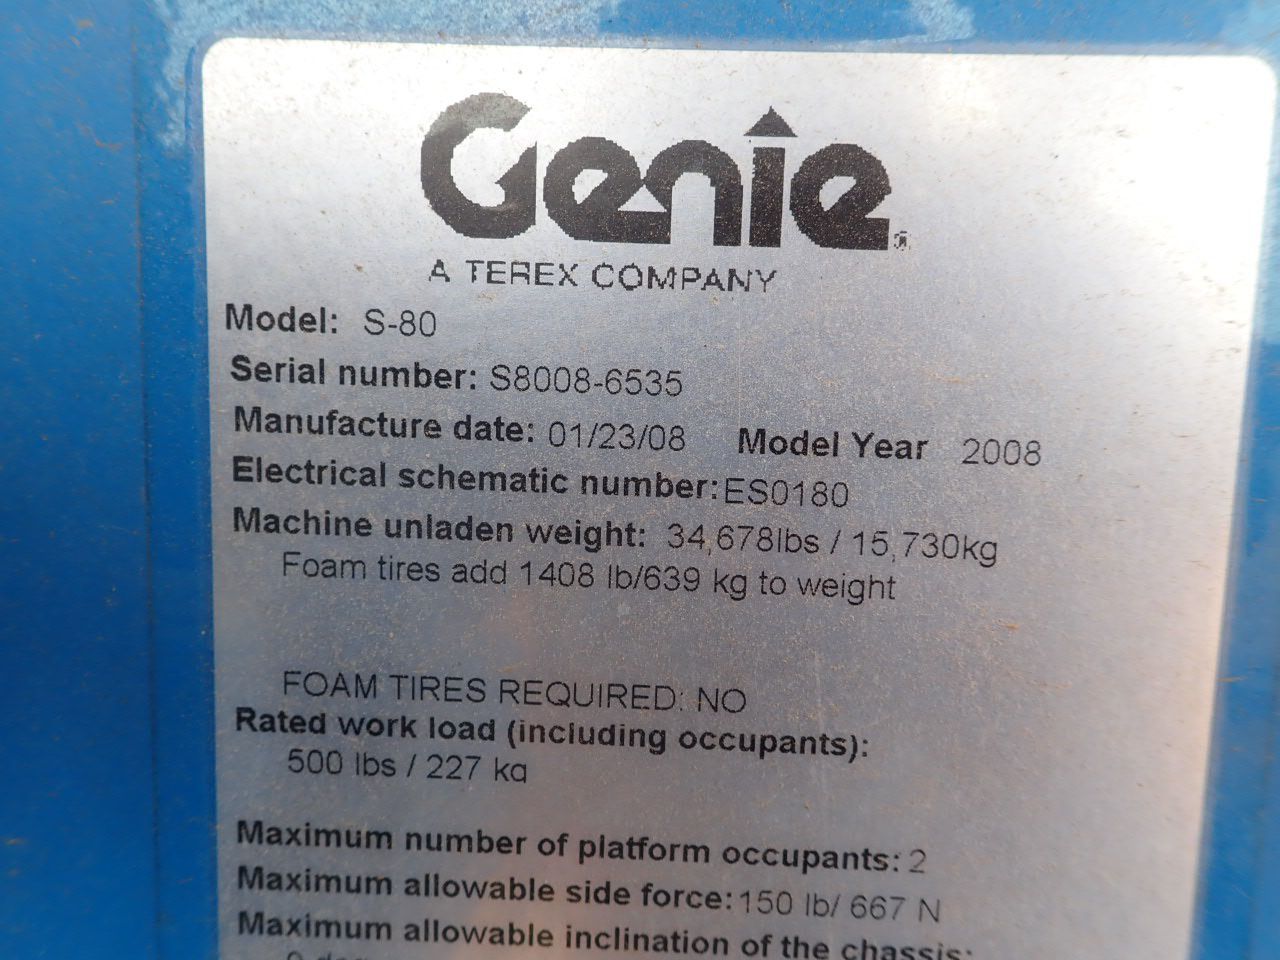 Genie
A TEREX COMPANY
Model: S-80
Serial number: S8008-6535
Manufacture date: 01/23/08 Model Year 2008
Electrical schematic number: ES0180
Machine unladen weight: 34,678lbs / 15,730kg
Foam tires add 1408 lb/639 kg to weight
FOAM TIRES REQUIRED: NO
Rated work load (including occupants):
500 lbs / 227 kg
Maximum number of platform occupants: 2
Maximum allowable side force: 150 lb/ 667 N
Maximum allowable inclination of the chassis: